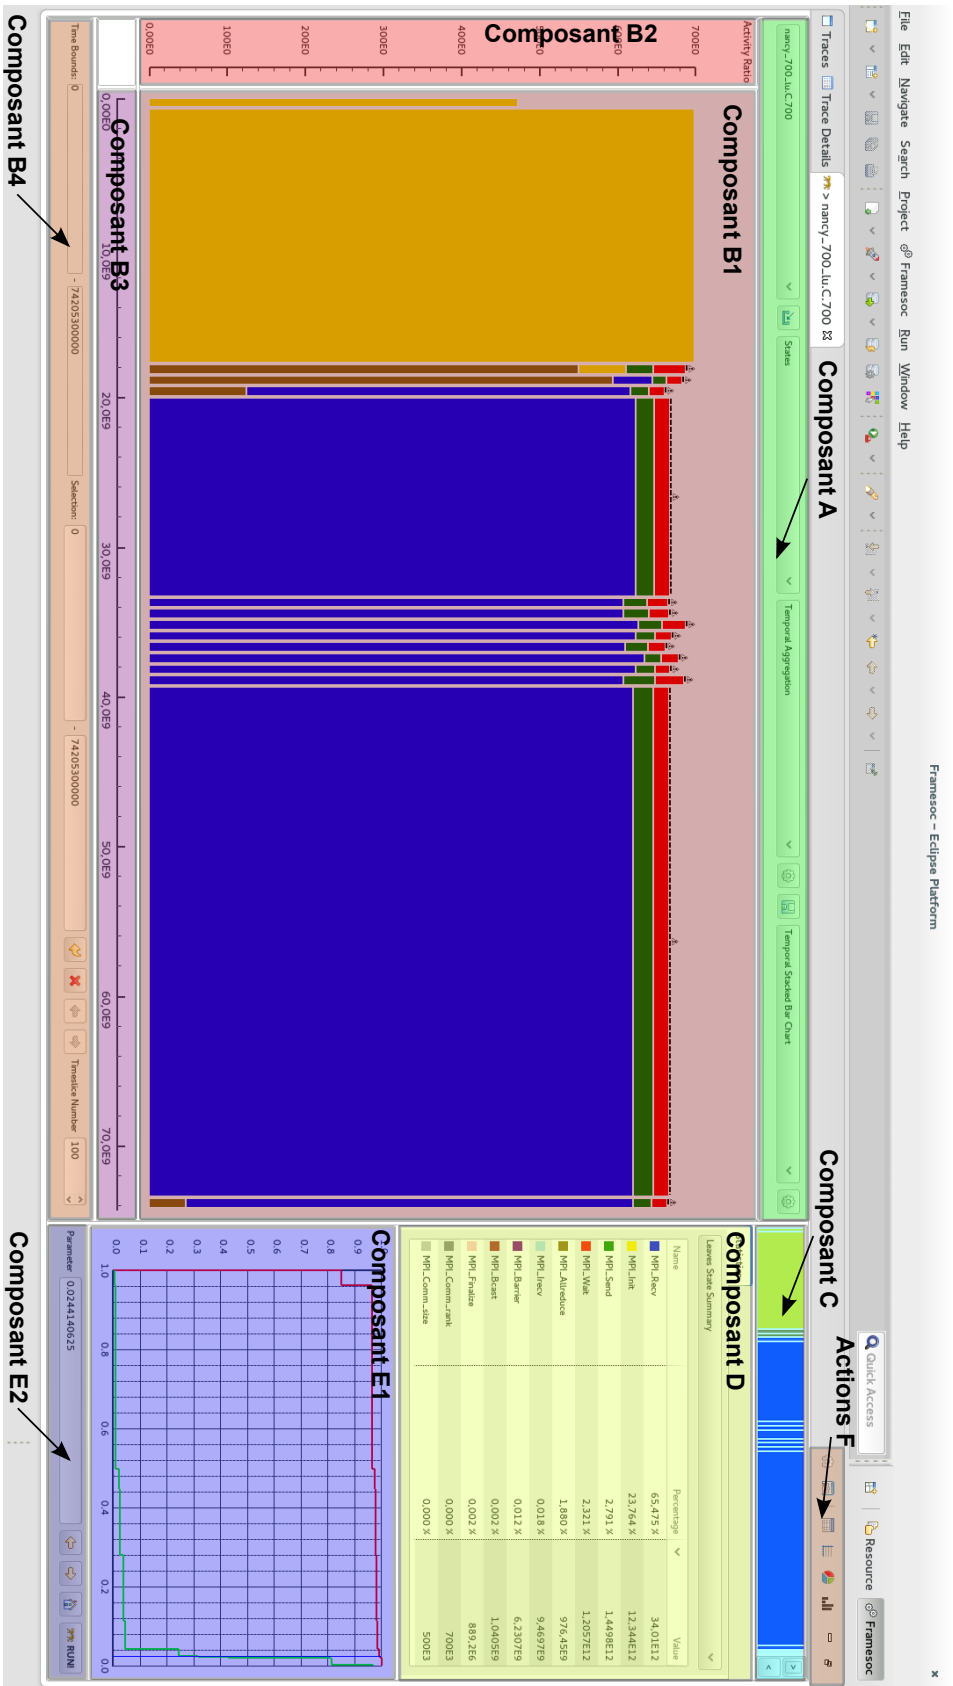 Framesoc – Eclipse Platform
File Edit Navigate Search Project Framesoc Run Window Help
Quick Access
Resource
Framesoc
Traces
Trace Details
> nancy_700_lu.C.700
Composant A
Composant C
Actions F
nancy_700_lu.C.700
States
Temporal Aggregation
Temporal Stacked Bar Chart
Activity Ratio
700E0
600E0
500E0
400E0
300E0
200E0
100E0
0,00E0
Composant B2
Composant B1
Composant B3
0,00E0
10,0E9
20,0E9
30,0E9
40,0E9
50,0E9
60,0E9
70,0E9
Time Bounds: 0 - 74205300000
Selection: 0 - 74205300000
Timeslice Number 100
Composant B4
Composant D
Leaves State Summary
Name Percentage Value
MPI_Recv 65,475 % 34,01E12
MPI_Init 23,764 % 12,344E12
MPI_Send 2,791 % 1,4498E12
MPI_Wait 2,321 % 1,2057E12
MPI_Allreduce 1,880 % 976,45E9
MPI_Irecv 0,018 % 9,4697E9
MPI_Barrier 0,012 % 6,2307E9
MPI_Bcast 0,002 % 1,0405E9
MPI_Finalize 0,002 % 889,2E6
MPI_Comm_rank 0,000 % 700E3
MPI_Comm_size 0,000 % 500E3
Composant E1
0.9
0.8
0.7
0.6
0.5
0.4
0.3
0.2
0.1
0.0
1.0
0.8
0.6
0.4
0.2
0.0
Parameter 0.0244140625
RUN!
Composant E2